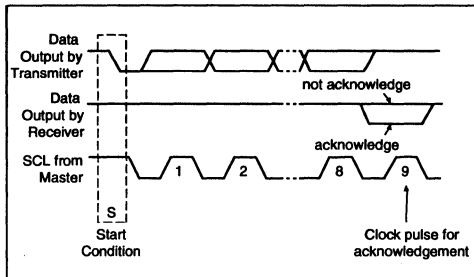 Data
Output by
Transmitter
not acknowledge
Data
Output by
Receiver
acknowledge
SCL from
Master
1
2
8
9
S
Start
Condition
Clock pulse for
acknowledgement